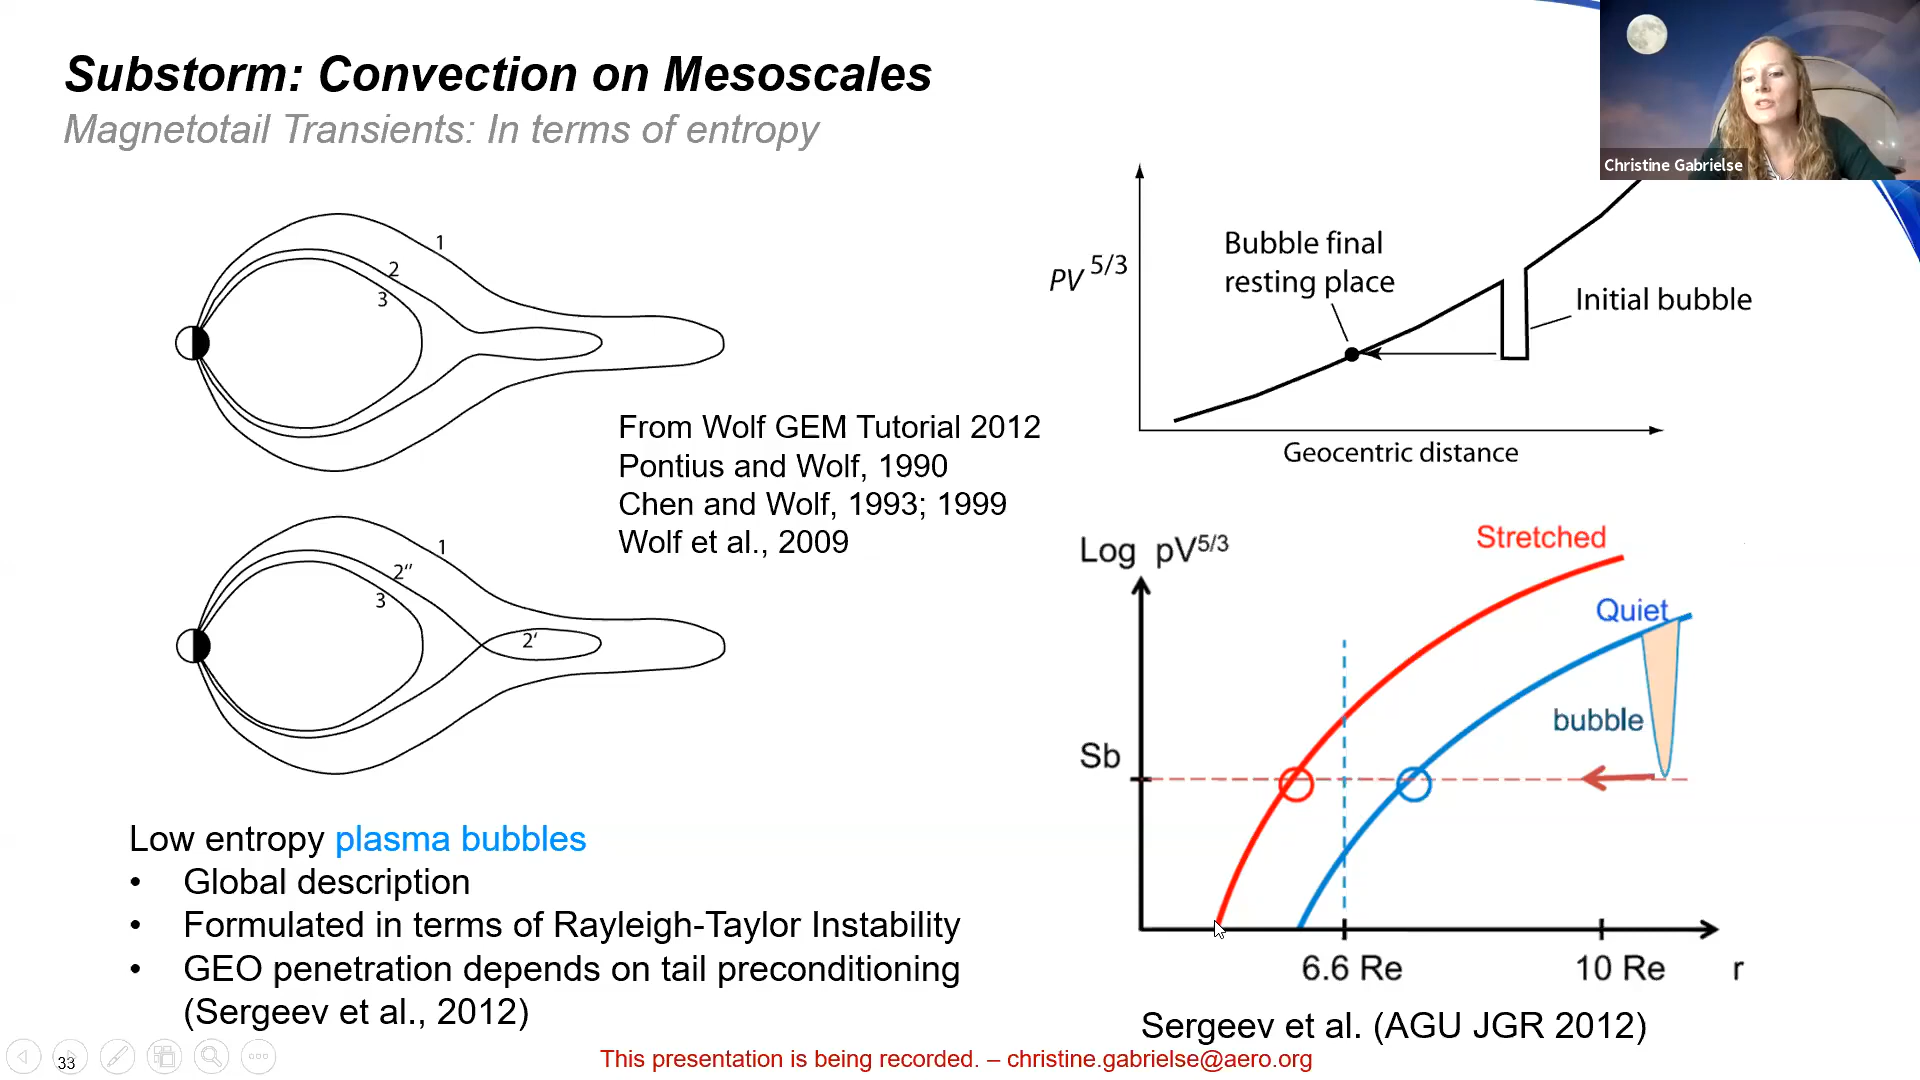 Substorm: Convection on Mesoscales
Magnetotail Transients: In terms of entropy
Christine Gabrielse
1
2
3
From Wolf GEM Tutorial 2012
Pontius and Wolf, 1990
Chen and Wolf, 1993; 1999
Wolf et al., 2009
1
2″
3
2′
PV 5/3
Bubble final
resting place
Initial bubble
Geocentric distance
Log pV5/3
Stretched
Quiet
bubble
Sb
6.6 Re
10 Re
r
Sergeev et al. (AGU JGR 2012)
Low entropy plasma bubbles
• Global description
• Formulated in terms of Rayleigh-Taylor Instability
• GEO penetration depends on tail preconditioning
(Sergeev et al., 2012)
33
This presentation is being recorded. – christine.gabrielse@aero.org